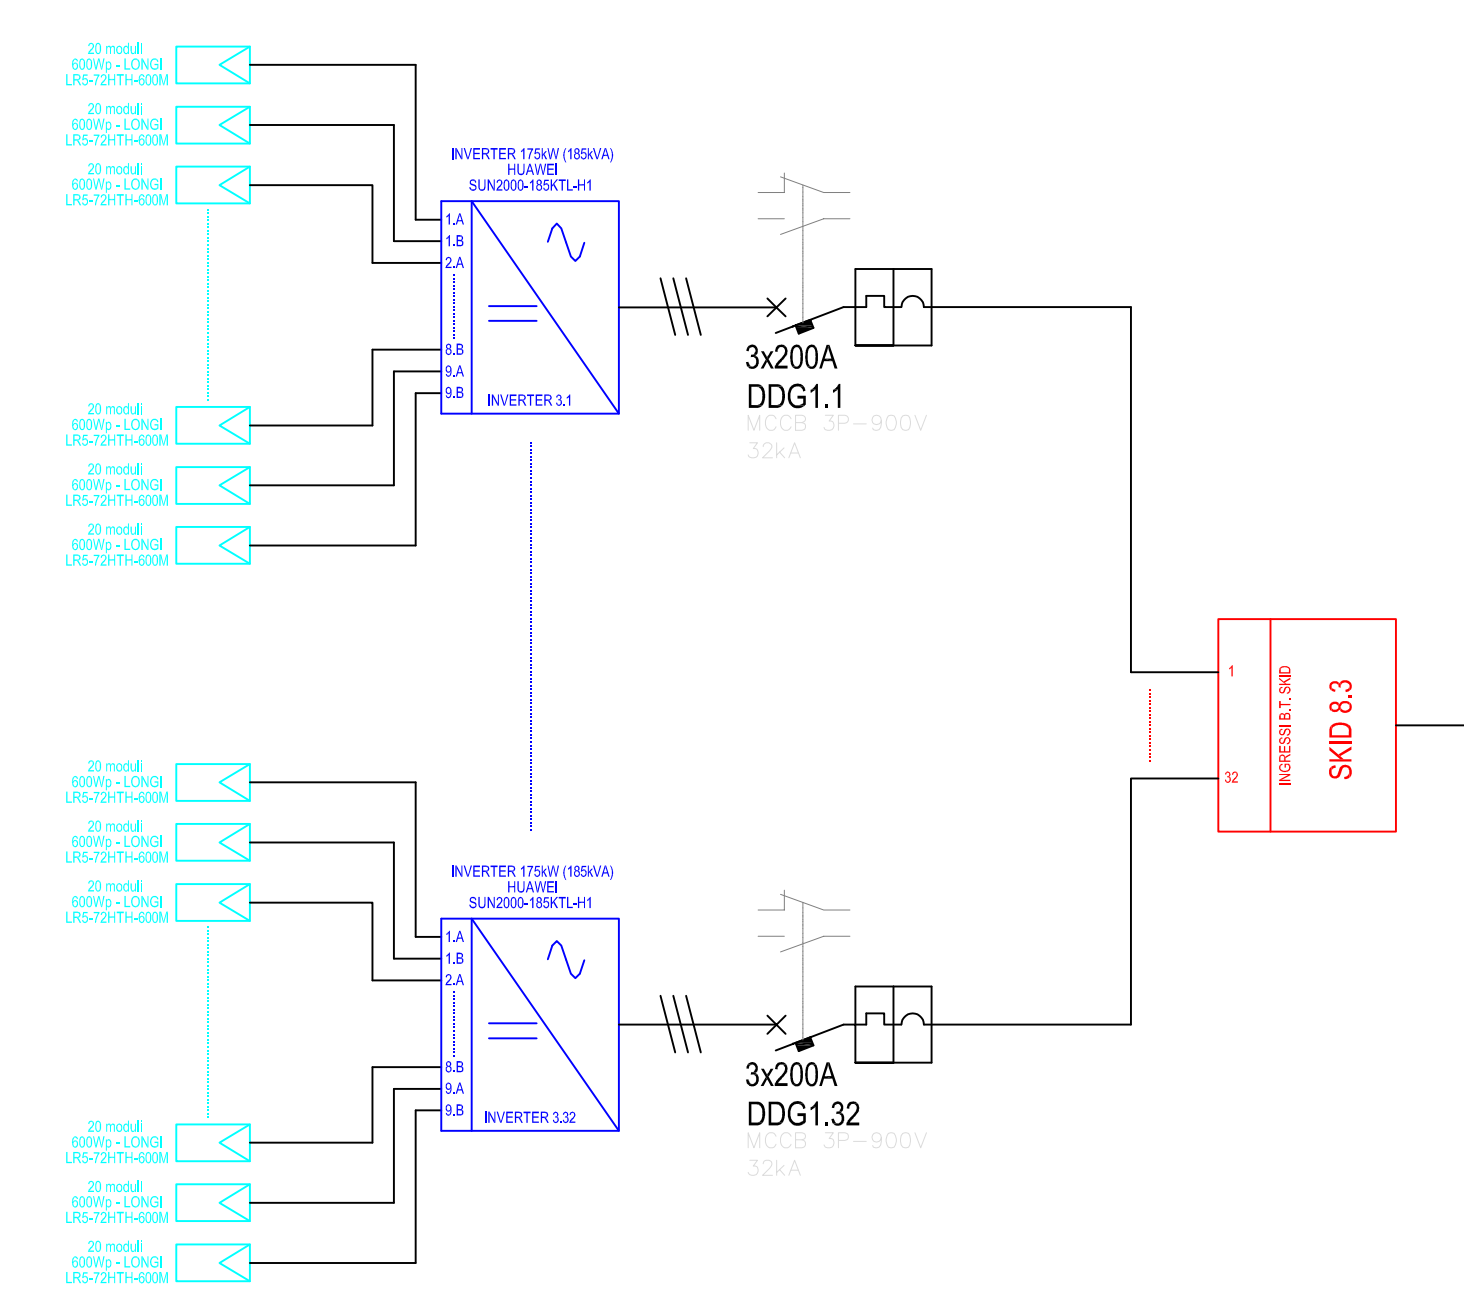 20 moduli
600Wp - LONGI
LR5-72HTH-600M
20 moduli
600Wp - LONGI
LR5-72HTH-600M
20 moduli
600Wp - LONGI
LR5-72HTH-600M
20 moduli
600Wp - LONGI
LR5-72HTH-600M
20 moduli
600Wp - LONGI
LR5-72HTH-600M
20 moduli
600Wp - LONGI
LR5-72HTH-600M
INVERTER 175kW (185kVA)
HUAWEI
SUN2000-185KTL-H1
1.A
1.B
2.A
8.B
9.A
9.B
INVERTER 3.1
3x200A
DDG1.1
MCCB 3P-900V
32kA
1
32
INGRESSI B.T. SKID
SKID 8.3
20 moduli
600Wp - LONGI
LR5-72HTH-600M
20 moduli
600Wp - LONGI
LR5-72HTH-600M
20 moduli
600Wp - LONGI
LR5-72HTH-600M
20 moduli
600Wp - LONGI
LR5-72HTH-600M
20 moduli
600Wp - LONGI
LR5-72HTH-600M
20 moduli
600Wp - LONGI
LR5-72HTH-600M
INVERTER 175kW (185kVA)
HUAWEI
SUN2000-185KTL-H1
1.A
1.B
2.A
8.B
9.A
9.B
INVERTER 3.32
3x200A
DDG1.32
MCCB 3P-900V
32kA